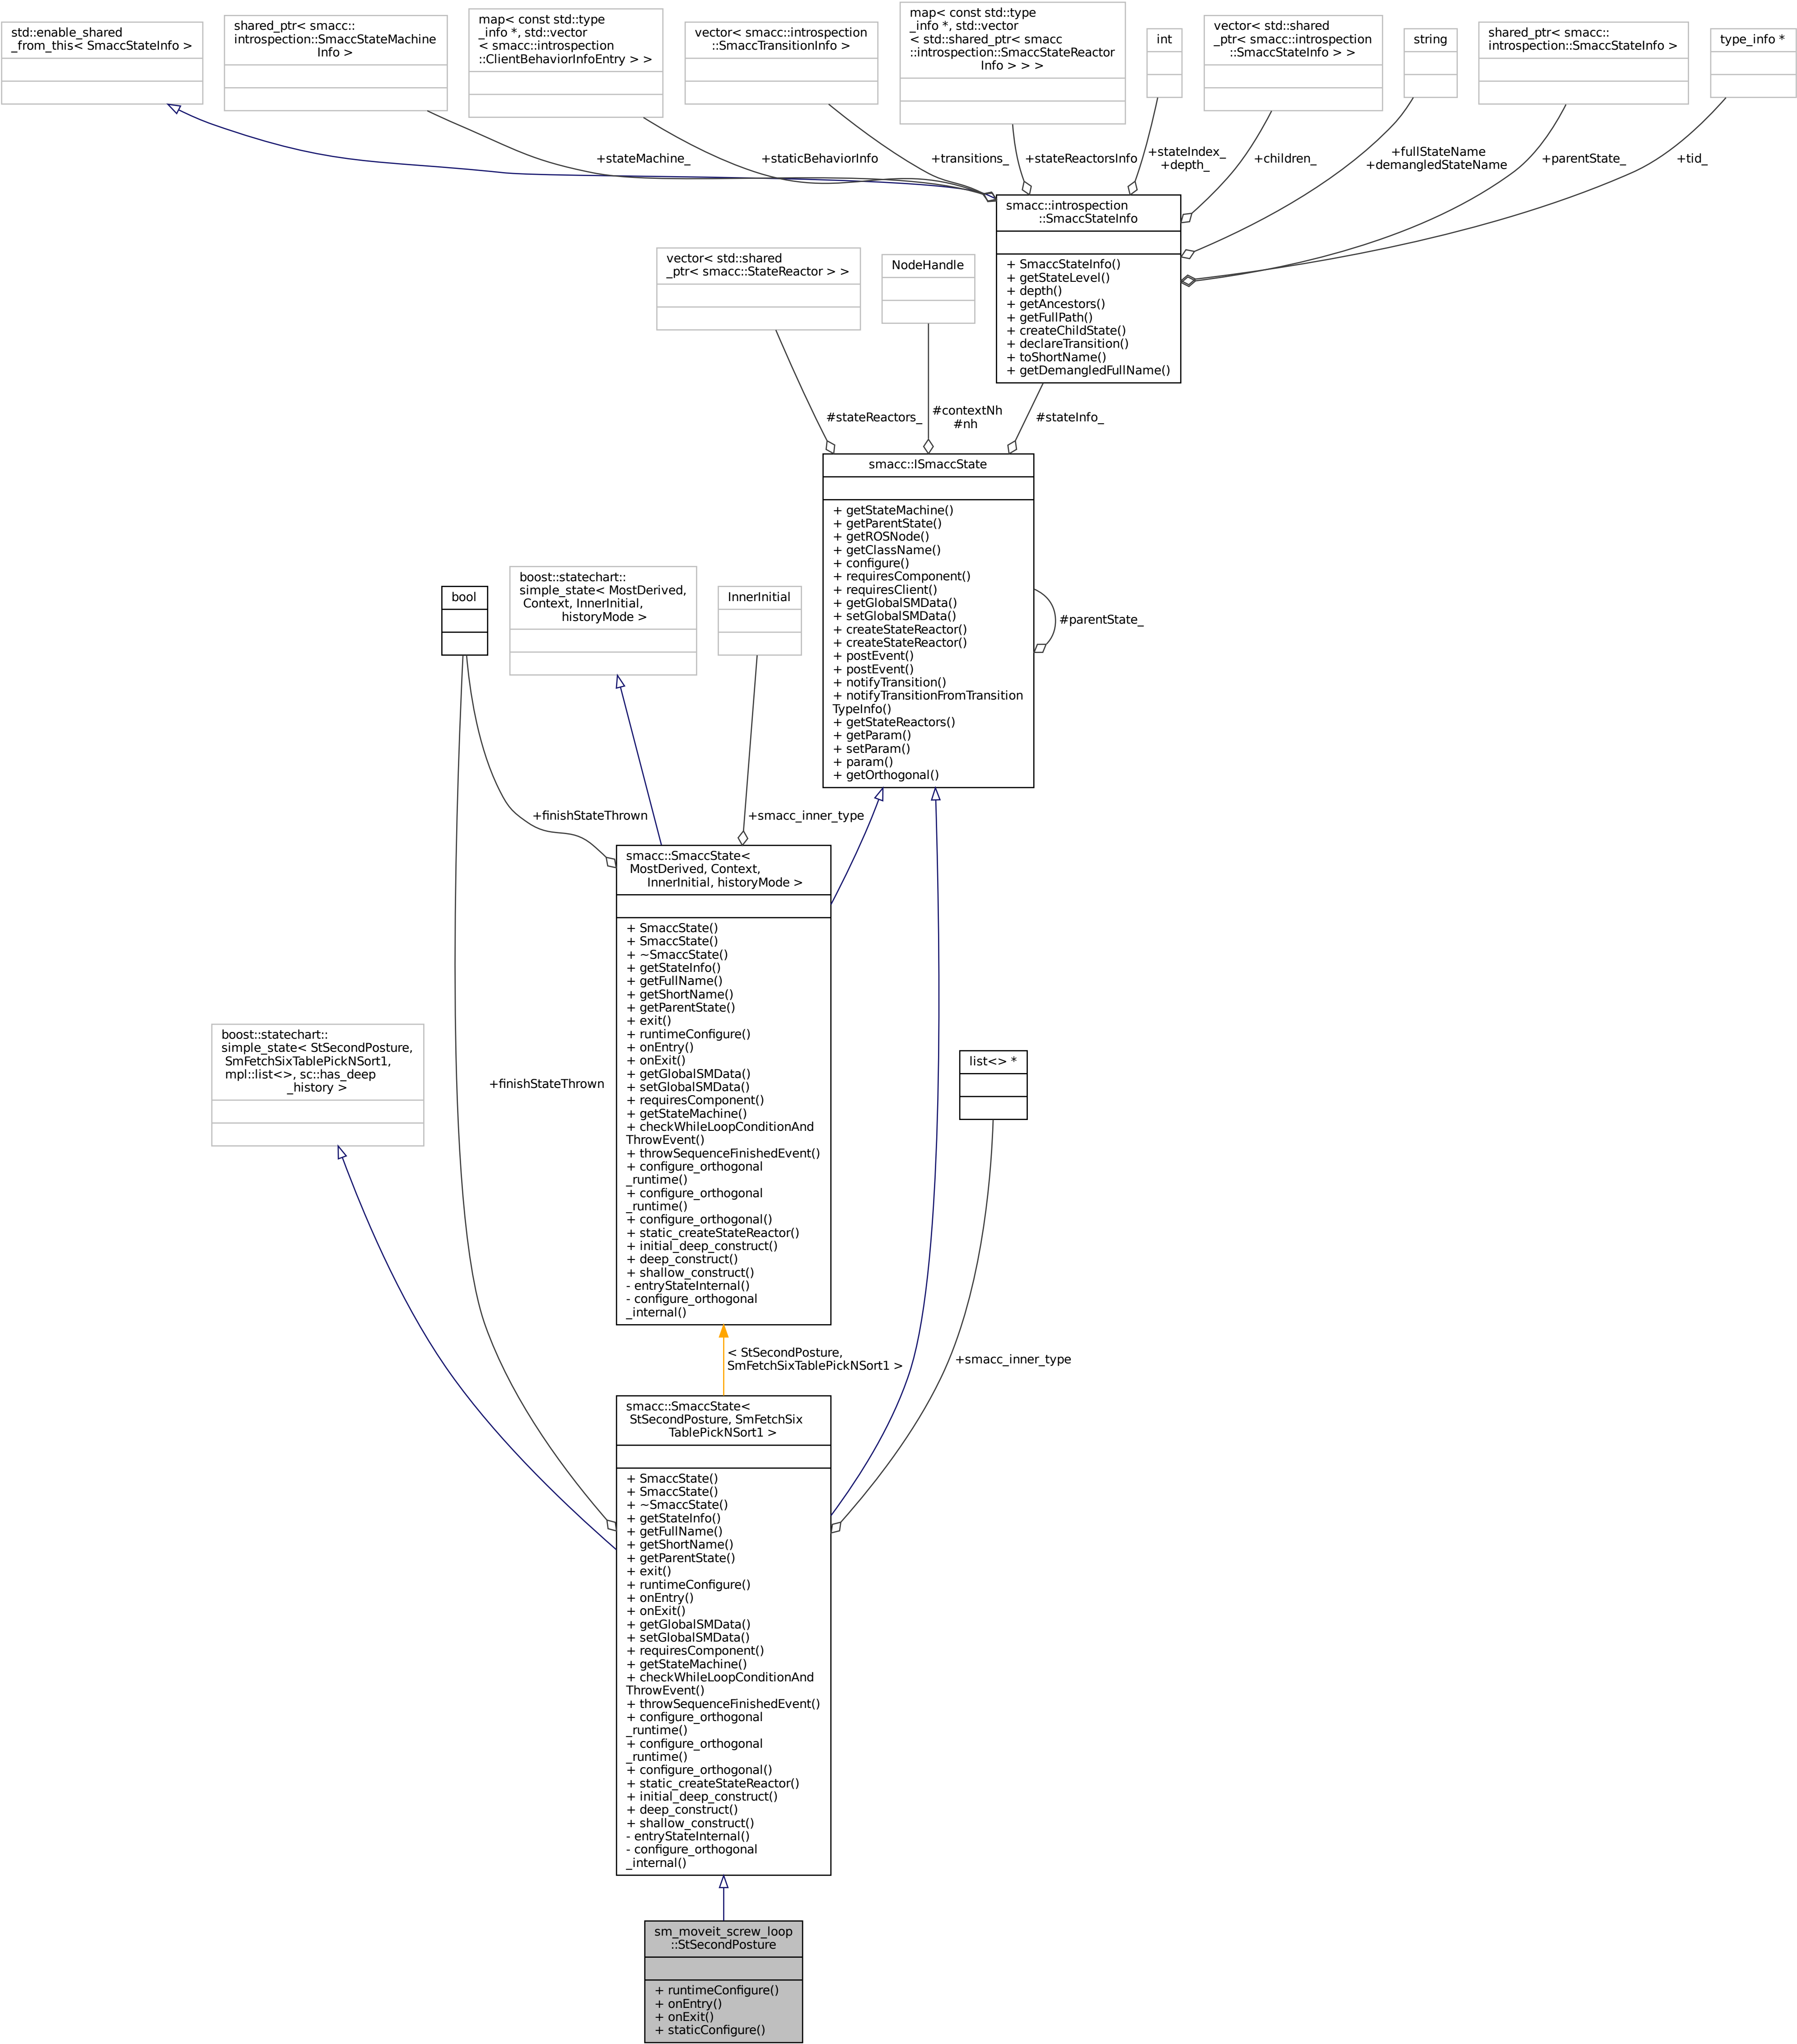 std::enable_shared
_from_this< SmaccStateInfo >
shared_ptr< smacc::
introspection::SmaccStateMachine
Info >
map< const std::type
_info *, std::vector
< smacc::introspection
::ClientBehaviorInfoEntry > >
vector< smacc::introspection
::SmaccTransitionInfo >
map< const std::type
_info *, std::vector
< std::shared_ptr< smacc
::introspection::SmaccStateReactor
Info > > >
int
vector< std::shared
_ptr< smacc::introspection
::SmaccStateInfo > >
string
shared_ptr< smacc::
introspection::SmaccStateInfo >
type_info *
+stateMachine_
+staticBehaviorInfo
+transitions_
+stateReactorsInfo
+stateIndex_
+depth_
+children_
+fullStateName
+demangledStateName
+parentState_
+tid_
smacc::introspection
::SmaccStateInfo
+ SmaccStateInfo()
+ getStateLevel()
+ depth()
+ getAncestors()
+ getFullPath()
+ createChildState()
+ declareTransition()
+ toShortName()
+ getDemangledFullName()
vector< std::shared
_ptr< smacc::StateReactor > >
NodeHandle
#stateReactors_
#contextNh
#nh
#stateInfo_
smacc::ISmaccState
+ getStateMachine()
+ getParentState()
+ getROSNode()
+ getClassName()
+ configure()
+ requiresComponent()
+ requiresClient()
+ getGlobalSMData()
+ setGlobalSMData()
+ createStateReactor()
+ createStateReactor()
+ postEvent()
+ postEvent()
+ notifyTransition()
+ notifyTransitionFromTransition
TypeInfo()
+ getStateReactors()
+ getParam()
+ setParam()
+ param()
+ getOrthogonal()
#parentState_
bool
boost::statechart::
simple_state< MostDerived,
Context, InnerInitial,
historyMode >
InnerInitial
+finishStateThrown
+smacc_inner_type
smacc::SmaccState<
MostDerived, Context,
InnerInitial, historyMode >
+ SmaccState()
+ SmaccState()
+ ~SmaccState()
+ getStateInfo()
+ getFullName()
+ getShortName()
+ getParentState()
+ exit()
+ runtimeConfigure()
+ onEntry()
+ onExit()
+ getGlobalSMData()
+ setGlobalSMData()
+ requiresComponent()
+ getStateMachine()
+ checkWhileLoopConditionAnd
ThrowEvent()
+ throwSequenceFinishedEvent()
+ configure_orthogonal
_runtime()
+ configure_orthogonal
_runtime()
+ configure_orthogonal()
+ static_createStateReactor()
+ initial_deep_construct()
+ deep_construct()
+ shallow_construct()
- entryStateInternal()
- configure_orthogonal
_internal()
boost::statechart::
simple_state< StSecondPosture,
SmFetchSixTablePickNSort1,
mpl::list<>, sc::has_deep
_history >
+finishStateThrown
list<> *
< StSecondPosture,
SmFetchSixTablePickNSort1 >
+smacc_inner_type
smacc::SmaccState<
StSecondPosture, SmFetchSix
TablePickNSort1 >
+ SmaccState()
+ SmaccState()
+ ~SmaccState()
+ getStateInfo()
+ getFullName()
+ getShortName()
+ getParentState()
+ exit()
+ runtimeConfigure()
+ onEntry()
+ onExit()
+ getGlobalSMData()
+ setGlobalSMData()
+ requiresComponent()
+ getStateMachine()
+ checkWhileLoopConditionAnd
ThrowEvent()
+ throwSequenceFinishedEvent()
+ configure_orthogonal
_runtime()
+ configure_orthogonal
_runtime()
+ configure_orthogonal()
+ static_createStateReactor()
+ initial_deep_construct()
+ deep_construct()
+ shallow_construct()
- entryStateInternal()
- configure_orthogonal
_internal()
sm_moveit_screw_loop
::StSecondPosture
+ runtimeConfigure()
+ onEntry()
+ onExit()
+ staticConfigure()